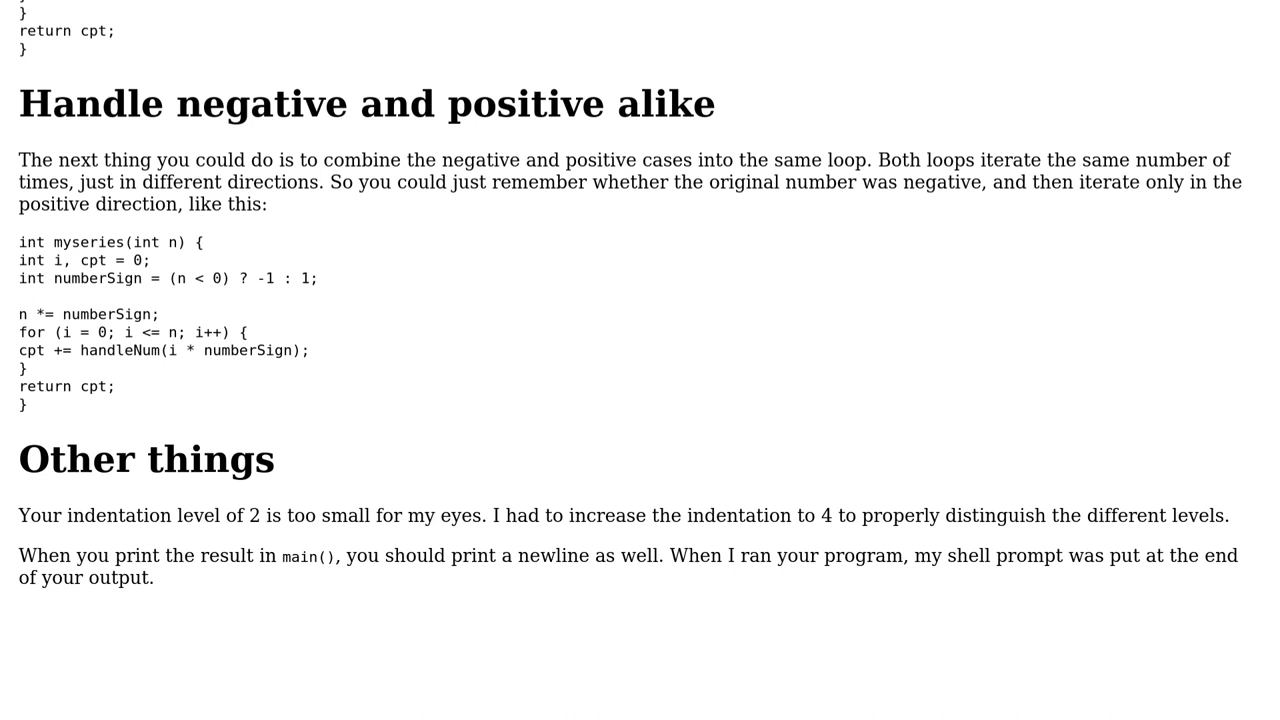 }
return cpt;
}
Handle negative and positive alike
The next thing you could do is to combine the negative and positive cases into the same loop. Both loops iterate the same number of
times, just in different directions. So you could just remember whether the original number was negative, and then iterate only in the
positive direction, like this:
int myseries(int n) {
int i, cpt = 0;
int numberSign = (n < 0) ? -1 : 1;
n *= numberSign;
for (i = 0; i <= n; i++) {
cpt += handleNum(i * numberSign);
}
return cpt;
}
Other things
Your indentation level of 2 is too small for my eyes. I had to increase the indentation to 4 to properly distinguish the different levels.
When you print the result in main(), you should print a newline as well. When I ran your program, my shell prompt was put at the end
of your output.